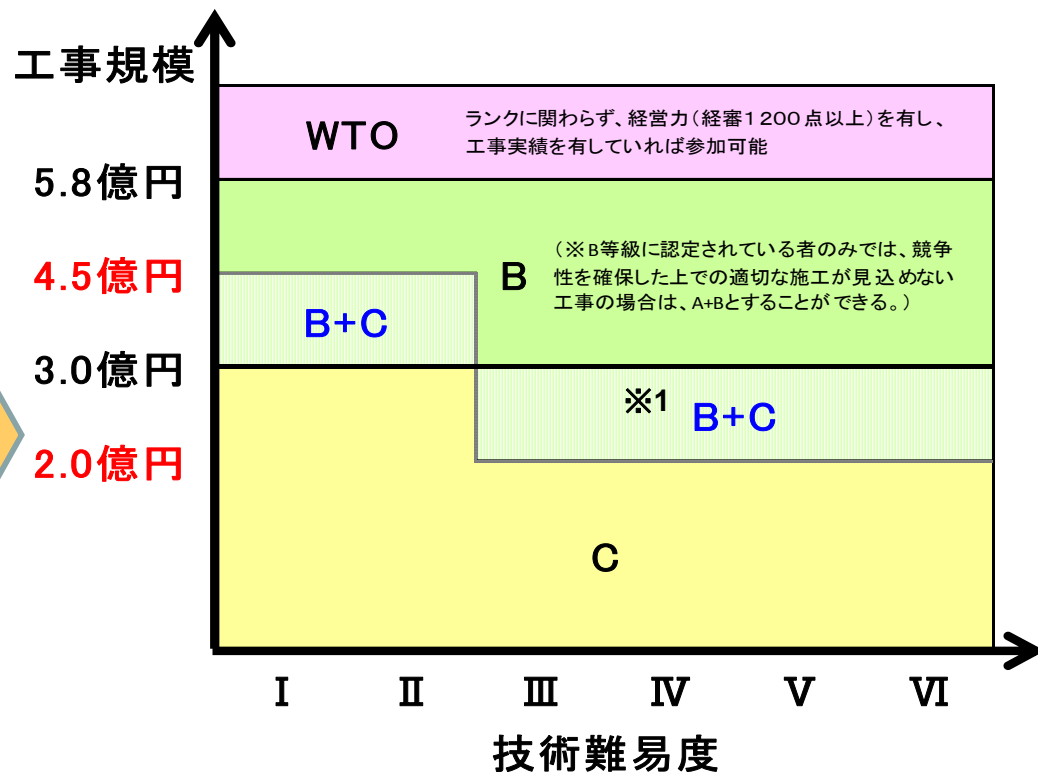 工事規模
WTO
ランクに関わらず、経営力（経審1200点以上）を有し、
工事実績を有していれば参加可能
5.8億円
B
（※B等級に認定されている者のみでは、競争
性を確保した上での適切な施工が見込めない
工事の場合は、A+Bとすることができる。）
4.5億円
B+C
3.0億円
※1
B+C
2.0億円
C
Ⅰ Ⅱ Ⅲ Ⅳ Ⅴ Ⅵ
技術難易度